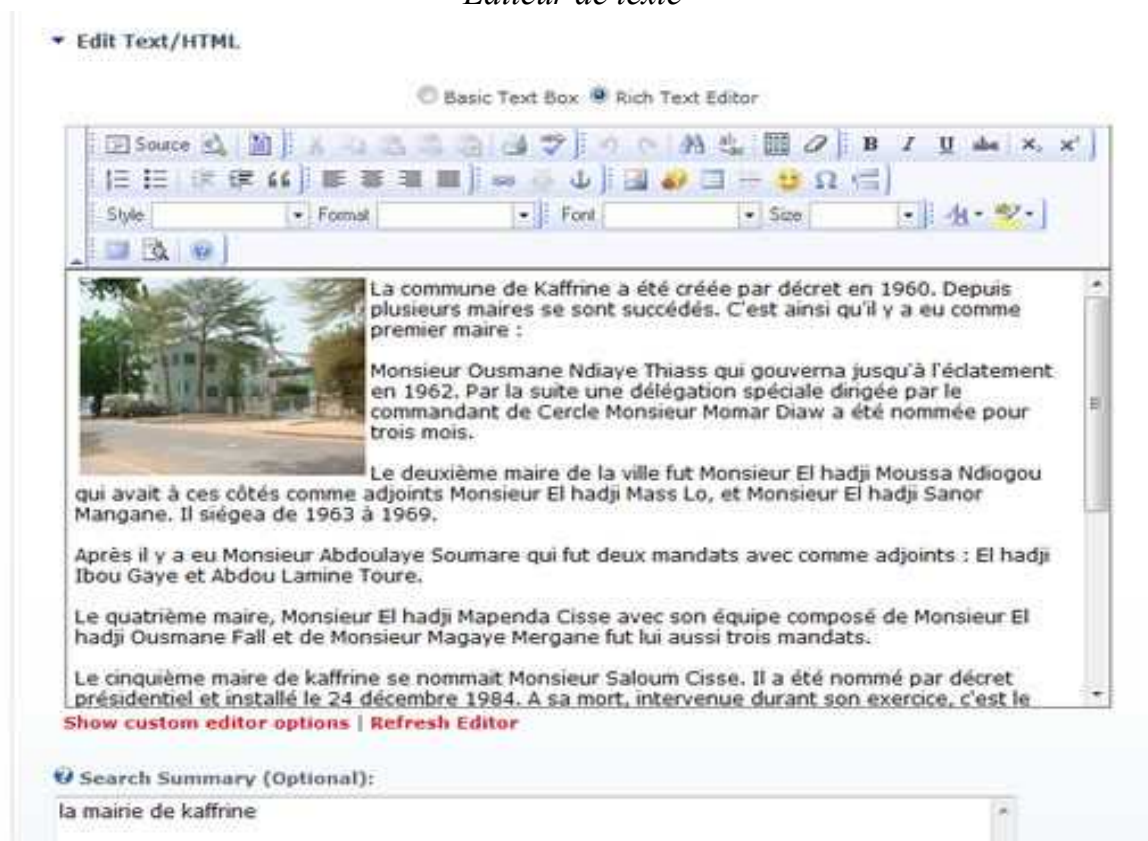 Editeur de texte
Edit Text/HTML
Basic Text Box Rich Text Editor
Source B I U abc x₂ x²
Style Format Font Size
La commune de Kaffrine a été créée par décret en 1960. Depuis
plusieurs maires se sont succédés. C'est ainsi qu'il y a eu comme
premier maire :
Monsieur Ousmane Ndiaye Thiass qui gouverna jusqu'à l'éclatement
en 1962. Par la suite une délégation spéciale dirigée par le
commandant de Cercle Monsieur Momar Diaw a été nommée pour
trois mois.
Le deuxième maire de la ville fut Monsieur El hadji Moussa Ndiogou
qui avait à ces côtés comme adjoints Monsieur El hadji Mass Lo, et Monsieur El hadji Sanor
Mangane. Il siégea de 1963 à 1969.
Après il y a eu Monsieur Abdoulaye Soumare qui fut deux mandats avec comme adjoints : El hadji
Ibou Gaye et Abdou Lamine Toure.
Le quatrième maire, Monsieur El hadji Mapenda Cisse avec son équipe composé de Monsieur El
hadji Ousmane Fall et de Monsieur Magaye Mergane fut lui aussi trois mandats.
Le cinquième maire de kaffrine se nommait Monsieur Saloum Cisse. Il a été nommé par décret
présidentiel et installé le 24 décembre 1984. A sa mort, intervenue durant son exercice, c'est le
Show custom editor options | Refresh Editor
Search Summary (Optional):
la mairie de kaffrine